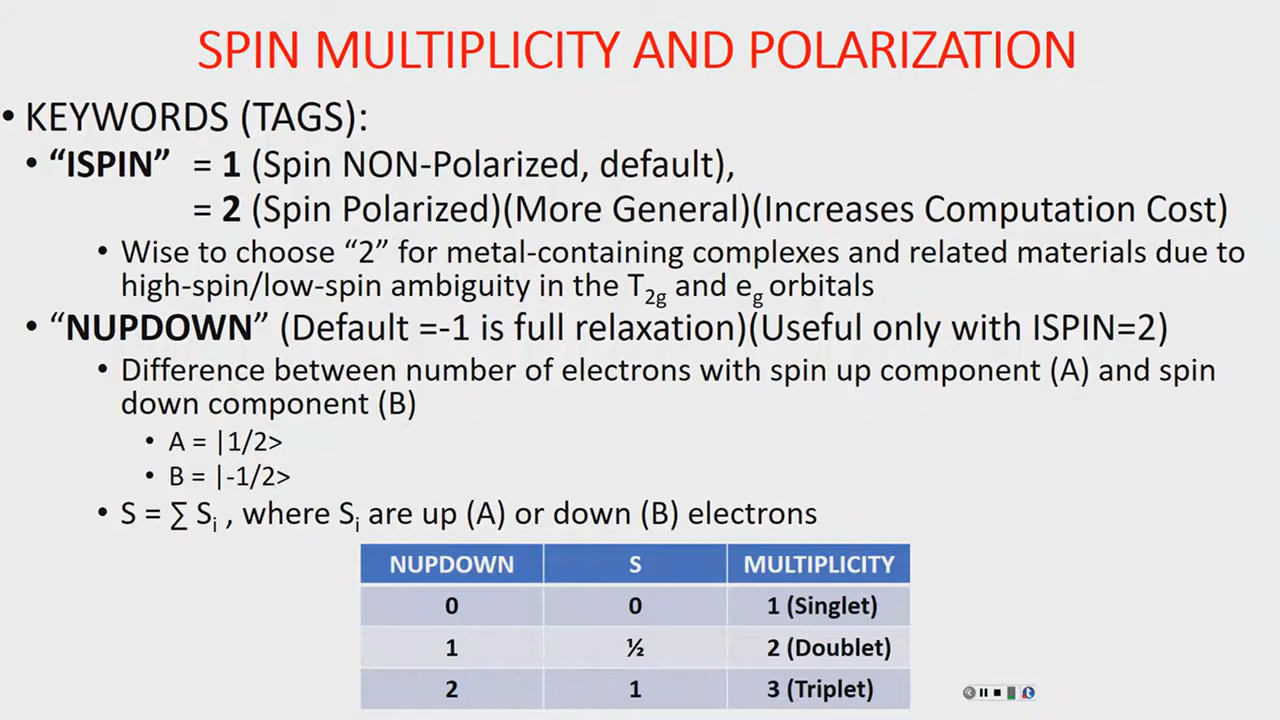 SPIN MULTIPLICITY AND POLARIZATION
• KEYWORDS (TAGS):
• “ISPIN” = 1 (Spin NON-Polarized, default),
= 2 (Spin Polarized)(More General)(Increases Computation Cost)
• Wise to choose “2” for metal-containing complexes and related materials due to
high-spin/low-spin ambiguity in the T2g and eg orbitals
• “NUPDOWN” (Default =-1 is full relaxation)(Useful only with ISPIN=2)
• Difference between number of electrons with spin up component (A) and spin
down component (B)
• A = |1/2>
• B = |-1/2>
• S = ∑ Si , where Si are up (A) or down (B) electrons
NUPDOWN S MULTIPLICITY
0 0 1 (Singlet)
1 ½ 2 (Doublet)
2 1 3 (Triplet)